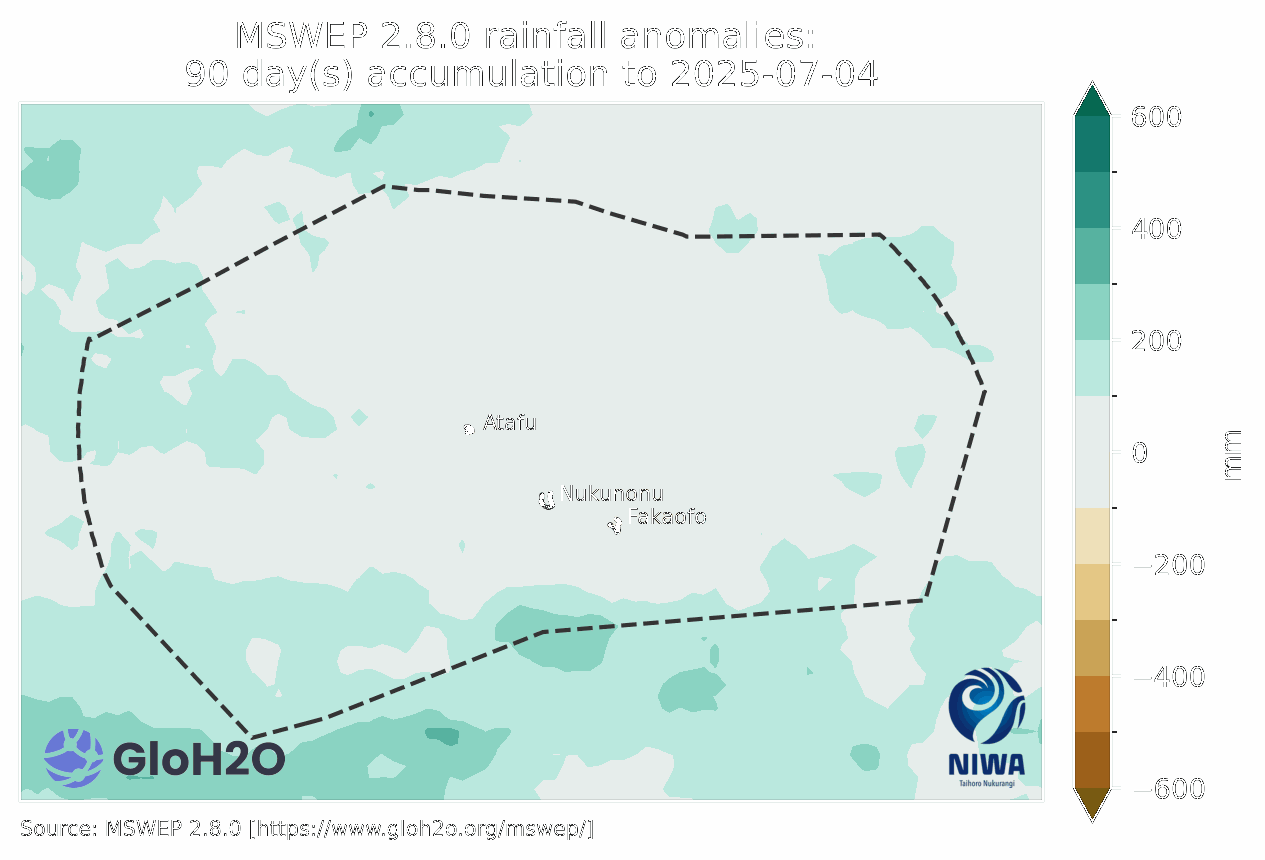 MSWEP 2.8.0 rainfall anomalies:
90 day(s) accumulation to 2025-07-04
600
400
200
0
−200
−400
−600
mm
Atafu
Nukunonu
Fakaofo
GloH2O
NIWA
Taihoro Nukurangi
Source: MSWEP 2.8.0 [https://www.gloh2o.org/mswep/]